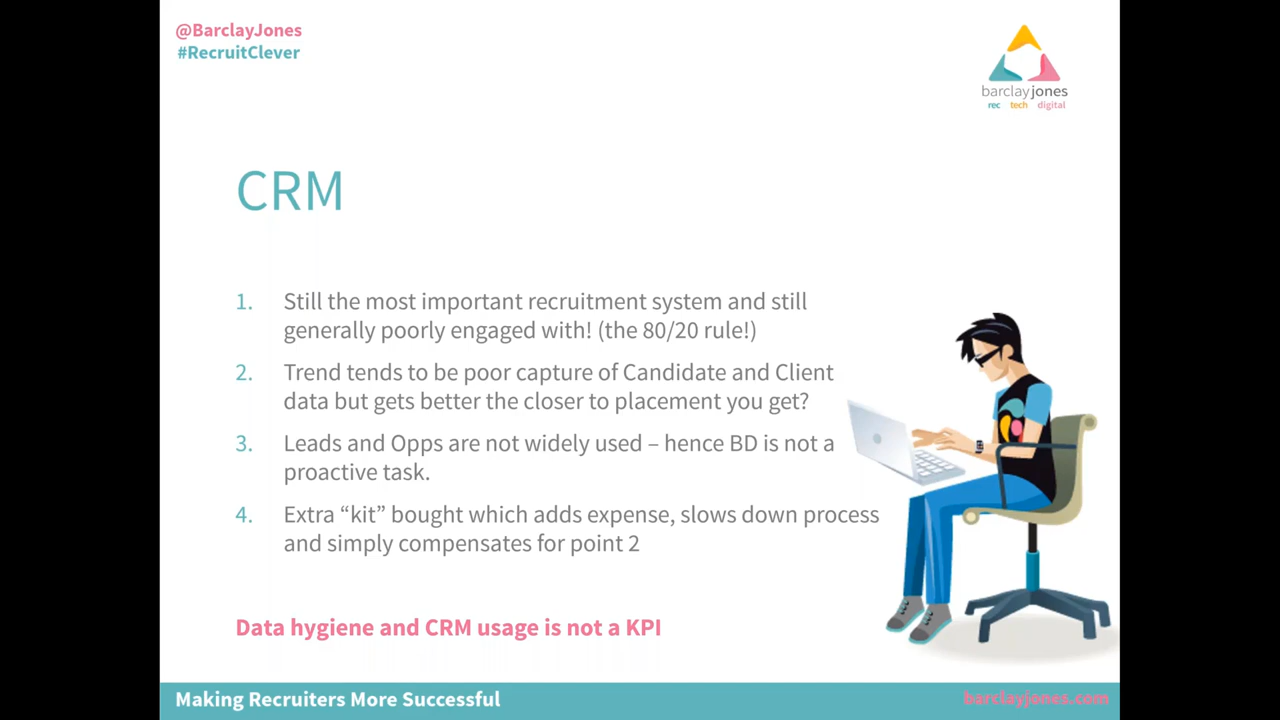 @BarclayJones
#RecruitClever
barclayjones
rec tech digital
CRM
1. Still the most important recruitment system and still
generally poorly engaged with! (the 80/20 rule!)
2. Trend tends to be poor capture of Candidate and Client
data but gets better the closer to placement you get?
3. Leads and Opps are not widely used – hence BD is not a
proactive task.
4. Extra “kit” bought which adds expense, slows down process
and simply compensates for point 2
Data hygiene and CRM usage is not a KPI
Making Recruiters More Successful
barclayjones.com